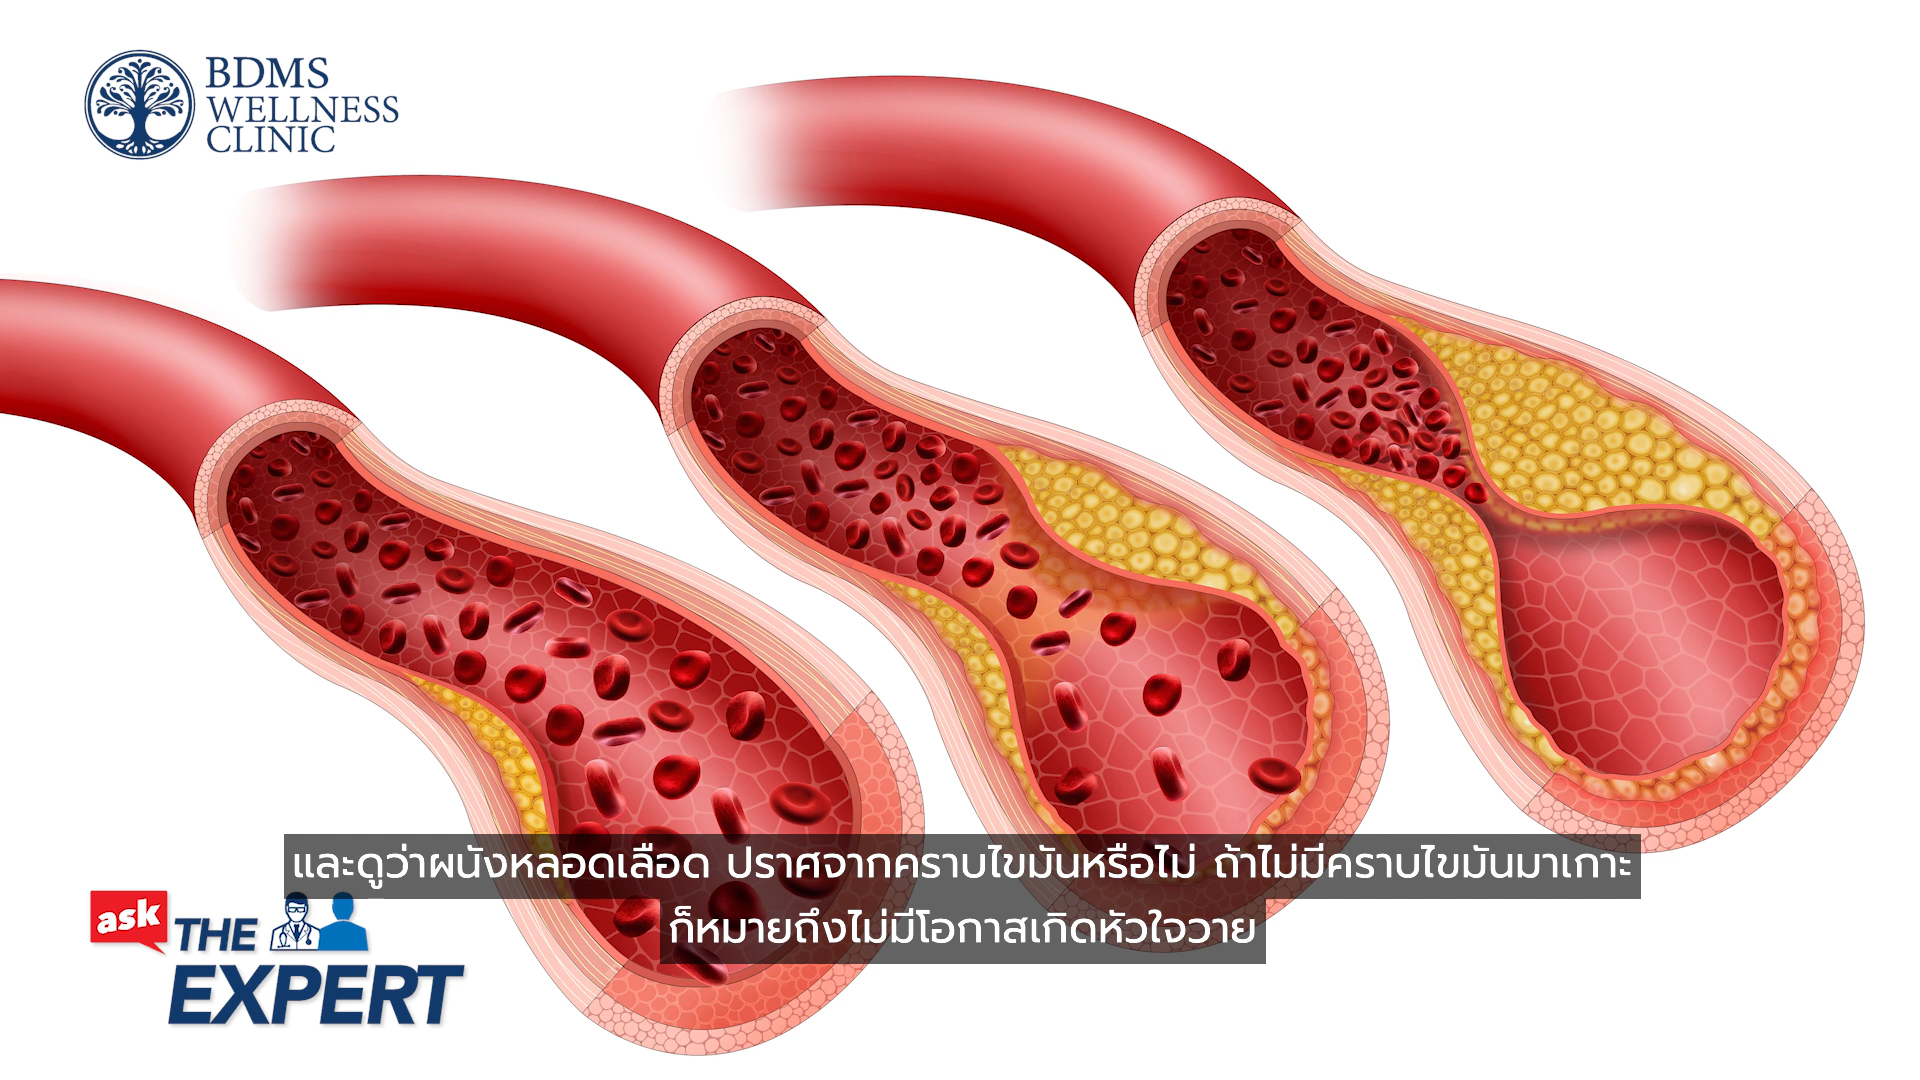 BDMS
WELLNESS
CLINIC
และดูว่าผนังหลอดเลือด ปราศจากคราบไขมันหรือไม่ ถ้าไม่มีคราบไขมันมาเกาะ
ก็หมายถึงไม่มีโอกาสเกิดหัวใจวาย
ask
THE
EXPERT